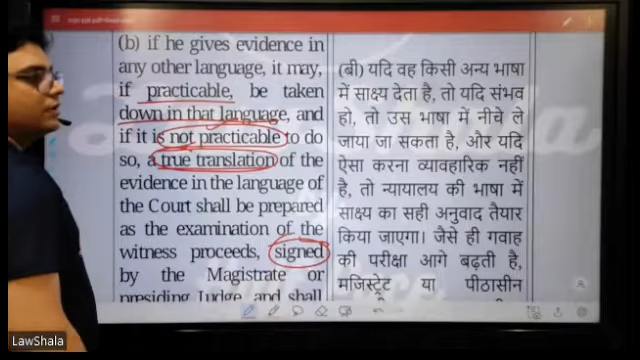 (b) if he gives evidence in
any other language, it may,
if practicable, be taken
down in that language, and
if it is not practicable to do
so, a true translation of the
evidence in the language of
the Court shall be prepared
as the examination of the
witness proceeds, signed
by the Magistrate or
presiding Judge, and shall
(बी) यदि वह किसी अन्य भाषा
में साक्ष्य देता है, तो यदि संभव
हो, तो उस भाषा में नीचे ले
जाया जा सकता है, और यदि
ऐसा करना व्यावहारिक नहीं
है, तो न्यायालय की भाषा में
साक्ष्य का सही अनुवाद तैयार
किया जाएगा। जैसे ही गवाह
की परीक्षा आगे बढ़ती है,
मजिस्ट्रेट या पीठासीन
LawShala